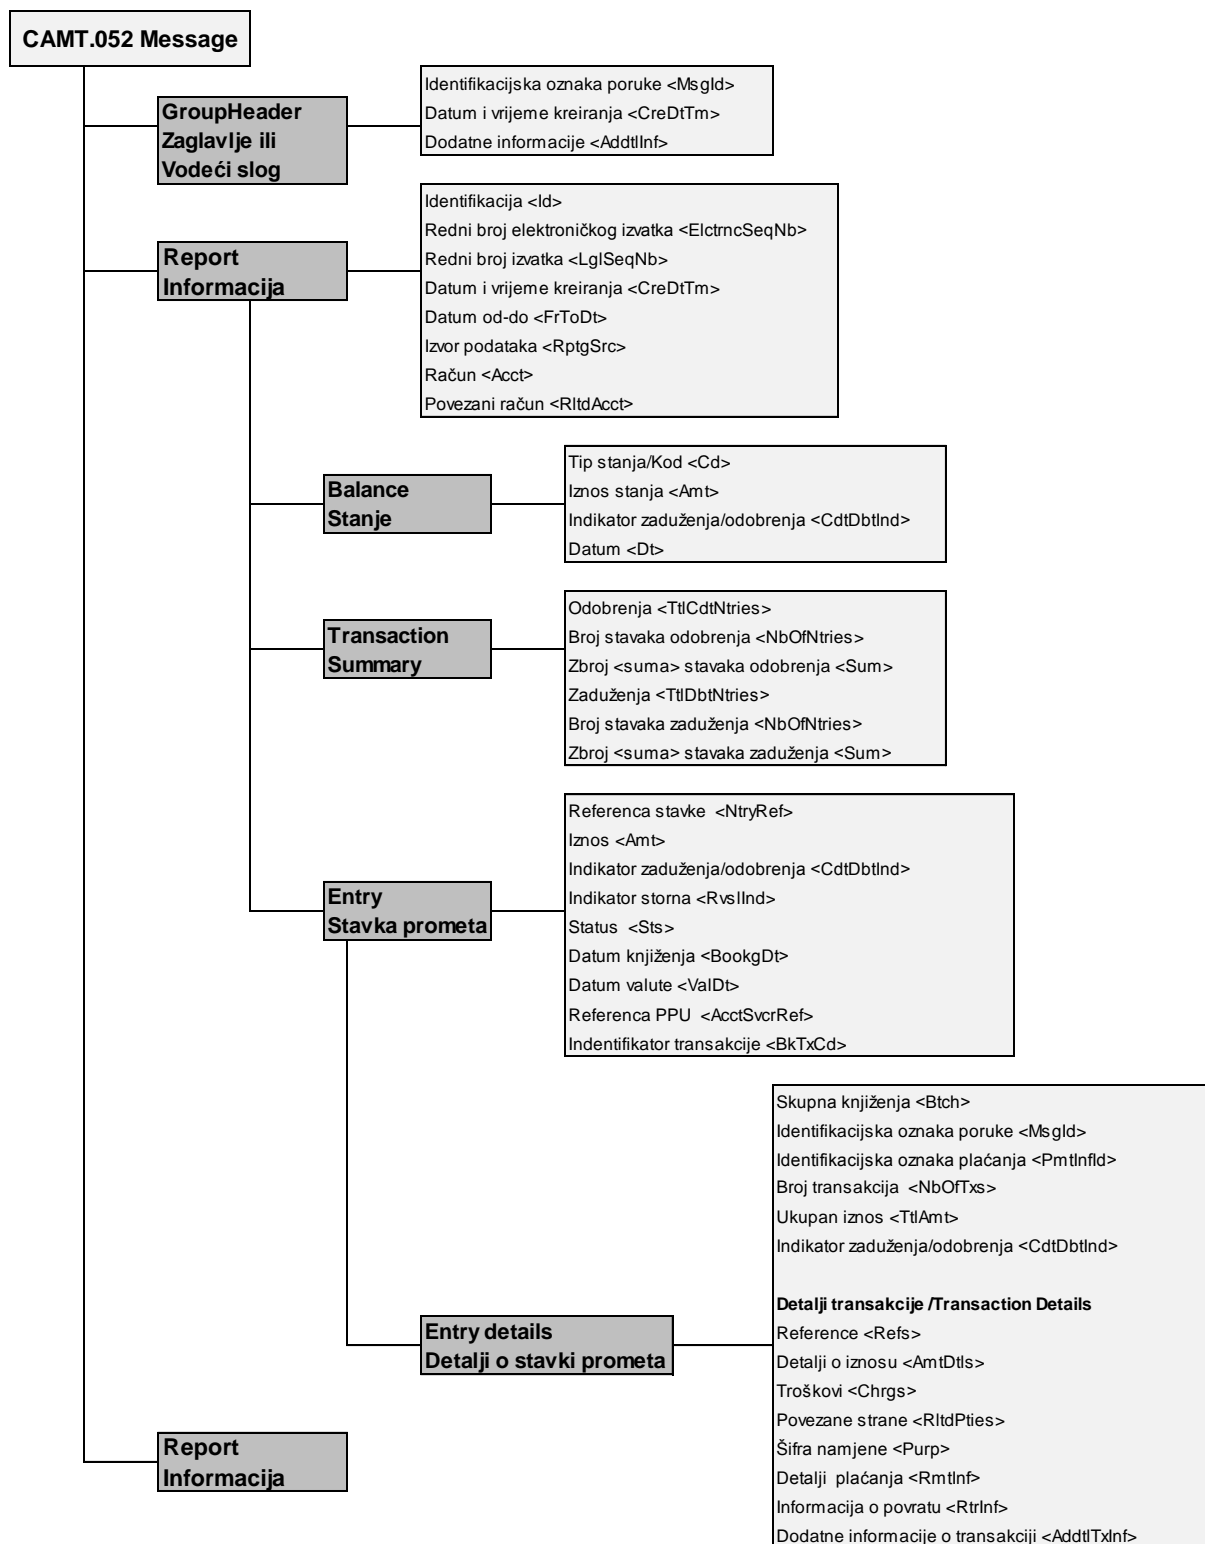 CAMT.052 Message
GroupHeader
Zaglavlje ili
Vodeći slog
Identifikacijska oznaka poruke <MsgId>
Datum i vrijeme kreiranja <CreDtTm>
Dodatne informacije <AddtlInf>
Report
Informacija
Identifikacija <Id>
Redni broj elektroničkog izvatka <ElctrncSeqNb>
Redni broj izvatka <LglSeqNb>
Datum i vrijeme kreiranja <CreDtTm>
Datum od-do <FrToDt>
Izvor podataka <RptgSrc>
Račun <Acct>
Povezani račun <RltdAcct>
Balance
Stanje
Tip stanja/Kod <Cd>
Iznos stanja <Amt>
Indikator zaduženja/odobrenja <CdtDbtInd>
Datum <Dt>
Transaction
Summary
Odobrenja <TtlCdtNtries>
Broj stavaka odobrenja <NbOfNtries>
Zbroj <suma> stavaka odobrenja <Sum>
Zaduženja <TtlDbtNtries>
Broj stavaka zaduženja <NbOfNtries>
Zbroj <suma> stavaka zaduženja <Sum>
Entry
Stavka prometa
Referenca stavke <NtryRef>
Iznos <Amt>
Indikator zaduženja/odobrenja <CdtDbtInd>
Indikator storna <RvslInd>
Status <Sts>
Datum knjiženja <BookgDt>
Datum valute <ValDt>
Referenca PPU <AcctSvcrRef>
Indentifikator transakcije <BkTxCd>
Entry details
Detalji o stavki prometa
Skupna knjiženja <Btch>
Identifikacijska oznaka poruke <MsgId>
Identifikacijska oznaka plaćanja <PmtInfId>
Broj transakcija <NbOfTxs>
Ukupan iznos <TtlAmt>
Indikator zaduženja/odobrenja <CdtDbtInd>
Detalji transakcije /Transaction Details
Reference <Refs>
Detalji o iznosu <AmtDtls>
Troškovi <Chrgs>
Povezane strane <RltdPties>
Šifra namjene <Purp>
Detalji plaćanja <RmtInf>
Informacija o povratu <RtrInf>
Dodatne informacije o transakciji <AddtlTxInf>
Report
Informacija